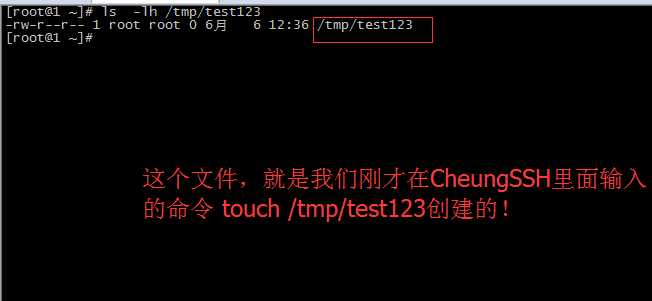 [root@1 ~]# ls  -lh /tmp/test123
-rw-r--r-- 1 root root 0 6月   6 12:36 /tmp/test123
[root@1 ~]#
这个文件，就是我们刚才在CheungSSH里面输入
的命令 touch /tmp/test123创建的！